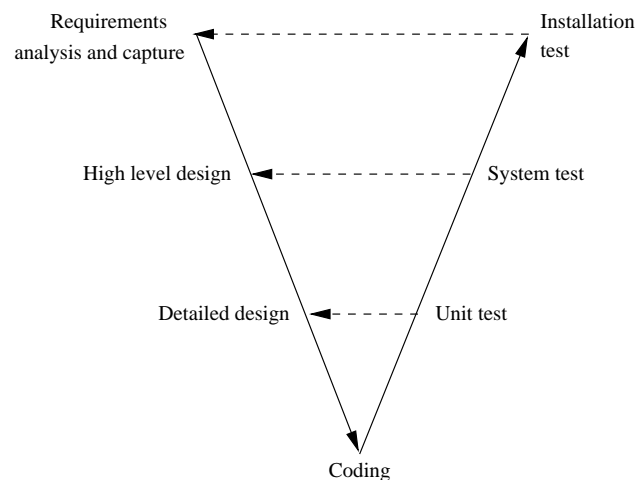 Requirements
analysis and capture
Installation
test
High level design
System test
Detailed design
Unit test
Coding